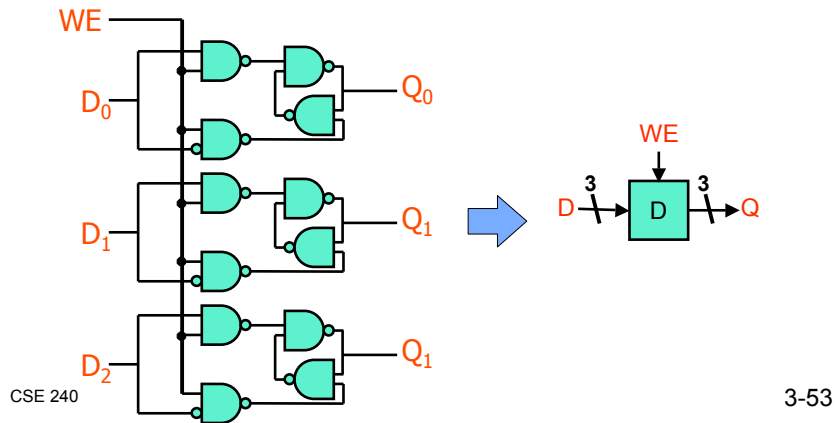 WE
D₀
Q₀
D₁
Q₁
D₂
Q₁
WE
3
3
D
D
Q
CSE 240
3-53